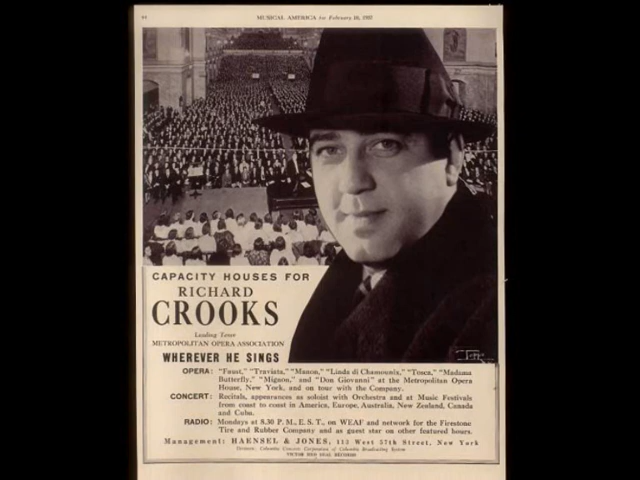 44
MUSICAL AMERICA for February 10, 1937
CAPACITY HOUSES FOR
RICHARD
CROOKS
Leading Tenor
METROPOLITAN OPERA ASSOCIATION
WHEREVER HE SINGS
OPERA: "Faust," "Traviata," "Manon," "Linda di Chamounix," "Tosca," "Madama
Butterfly," "Mignon," and "Don Giovanni" at the Metropolitan Opera
House, New York, and on tour with the Company.
CONCERT: Recitals, appearances as soloist with Orchestra and at Music Festivals
from coast to coast in America, Europe, Australia, New Zealand, Canada
and Cuba.
RADIO: Mondays at 8.30 P. M., E. S. T., on WEAF and network for the Firestone
Tire and Rubber Company and as guest star on other featured hours.
Management: HAENSEL & JONES, 113 West 57th Street, New York
Division: Columbia Concerts Corporation of Columbia Broadcasting System
VICTOR RED SEAL RECORDS